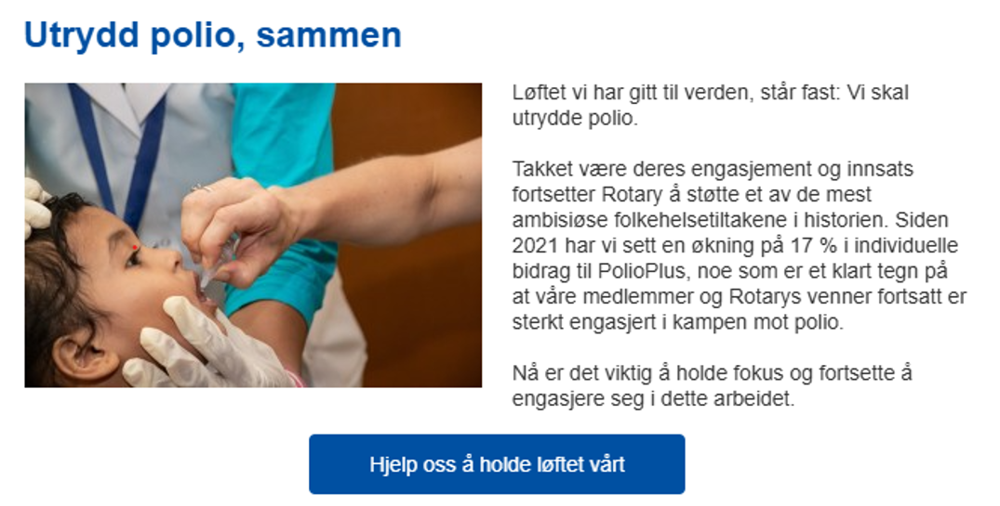 Utrydd polio, sammen
Løftet vi har gitt til verden, står fast: Vi skal
utrydde polio.
Takket være deres engasjement og innsats
fortsetter Rotary å støtte et av de mest
ambisiøse folkehelsetiltakene i historien. Siden
2021 har vi sett en økning på 17 % i individuelle
bidrag til PolioPlus, noe som er et klart tegn på
at våre medlemmer og Rotarys venner fortsatt er
sterkt engasjert i kampen mot polio.
Nå er det viktig å holde fokus og fortsette å
engasjere seg i dette arbeidet.
Hjelp oss å holde løftet vårt